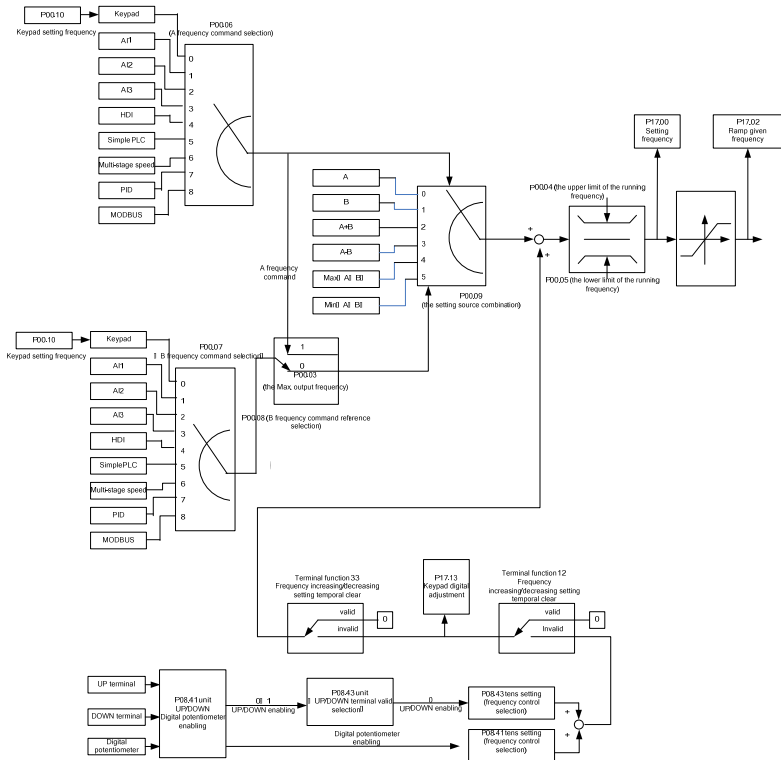 P00.10
Keypad
Keypad setting frequency
AI1
AI2
AI3
HDI
Simple PLC
Multi-stage speed
PID
MODBUS
P00.06
(A frequency command selection)
0
1
2
3
4
5
6
7
8
A frequency
command
A
B
A+B
A-B
Max( A, B)
Min( A, B)
0
1
2
3
4
5
P00.09
(the setting source combination)
+
+
P00.04 (the upper limit of the running
frequency)
P00.05 (the lower limit of the running
frequency)
P17.00
Setting
frequency
P17.02
Ramp given
frequency
P00.10
Keypad
Keypad setting frequency
AI1
AI2
AI3
HDI
SimplePLC
Multi-stage speed
PID
MODBUS
P00.07
B frequency command selection
0
1
2
3
4
5
6
7
8
1
0
P00.03
(the Max. output frequency)
P00.08 (B frequency command reference
selection)
Terminal function 33
Frequency increasing/decreasing
setting temporal clear
valid
invalid
0
P17.13
Keypad digital
adjustment
Terminal function 12
Frequency
increasing/decreasing setting
temporal clear
valid
Invalid
0
UP terminal
DOWN terminal
Digital
potentiometer
P08.41 unit
UP/DOWN
Digital potentiometer
enabling
0 1
UP/DOWN enabling
P08.43 unit
UP/DOWN terminal valid
selection
0
UP/DOWN enabling
Digital potentiometer
enabling
P08.43 tens setting
(frequency control
selection)
P08.41 tens setting
(frequency control
selection)
+
+